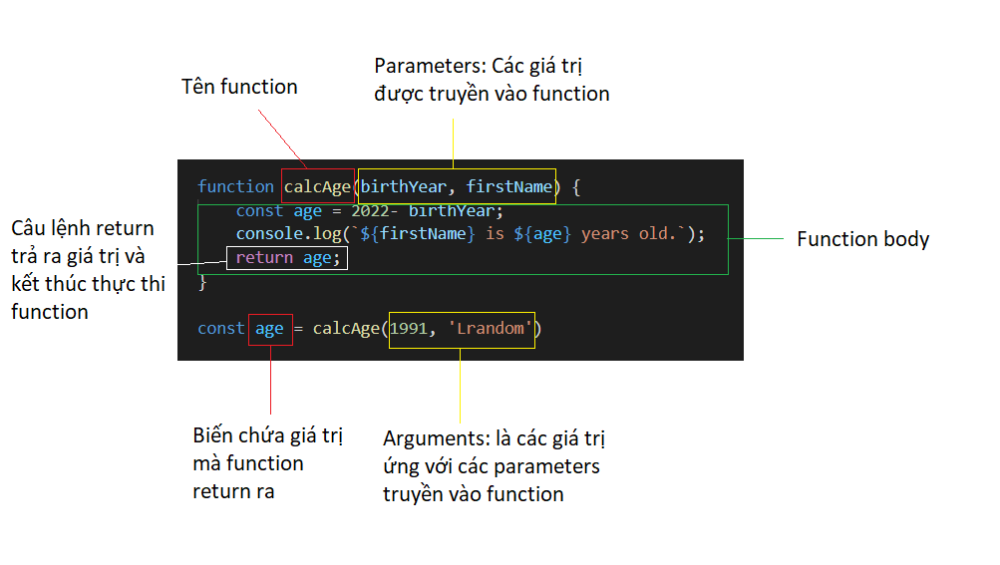 Parameters: Các giá trị
được truyền vào function
Tên function
function calcAge(birthYear, firstName) {
const age = 2022- birthYear;
console.log(`${firstName} is ${age} years old.`);
return age;
}
const age = calcAge(1991, 'Lrandom')
Câu lệnh return
trả ra giá trị và
kết thúc thực thi
function
Function body
Biến chứa giá trị
mà function
return ra
Arguments: là các giá trị
ứng với các parameters
truyền vào function